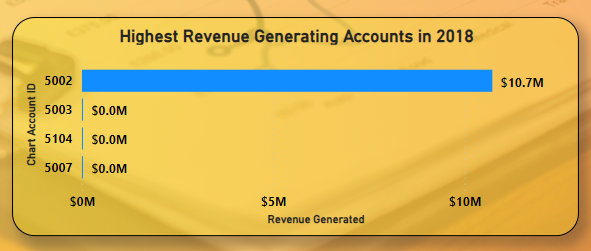 Highest Revenue Generating Accounts in 2018
Chart Account ID
5002 $10.7M
5003 $0.0M
5104 $0.0M
5007 $0.0M
$0M $5M $10M
Revenue Generated